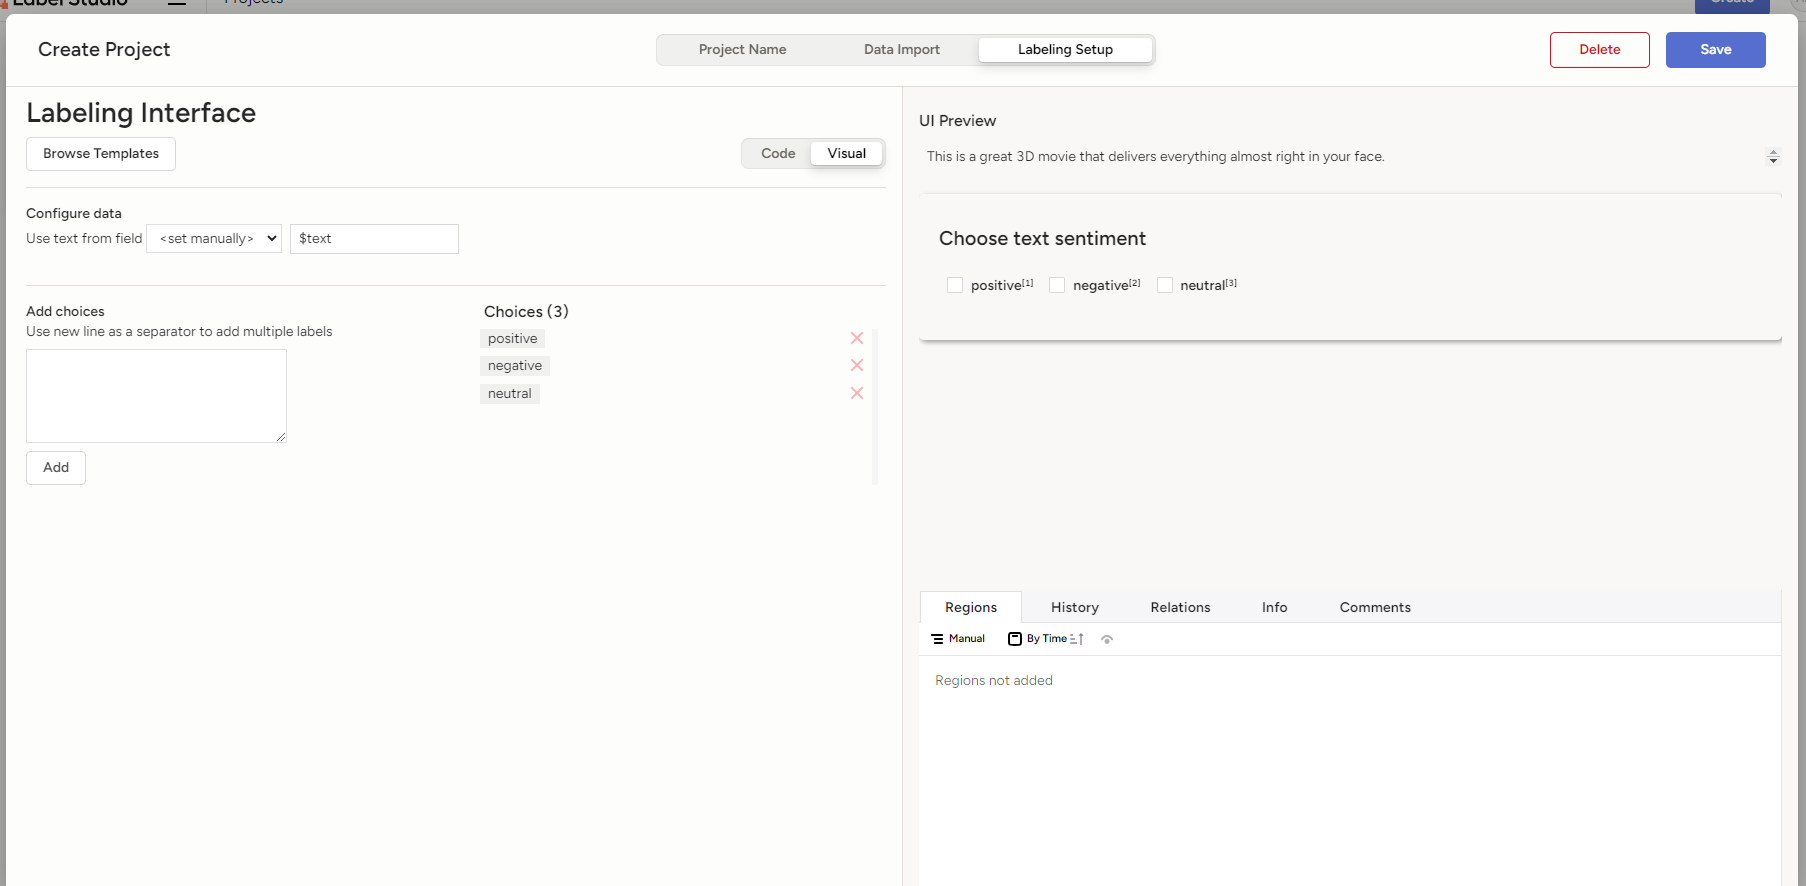 Label Studio
Projects
Create
Create Project
Project Name
Data Import
Labeling Setup
Delete
Save
Labeling Interface
Browse Templates
Code
Visual
Configure data
Use text from field
<set manually>
$text
Add choices
Use new line as a separator to add multiple labels
Add
Choices (3)
positive
negative
neutral
UI Preview
This is a great 3D movie that delivers everything almost right in your face.
Choose text sentiment
positive[1]
negative[2]
neutral[3]
Regions
History
Relations
Info
Comments
Manual
By Time
Regions not added